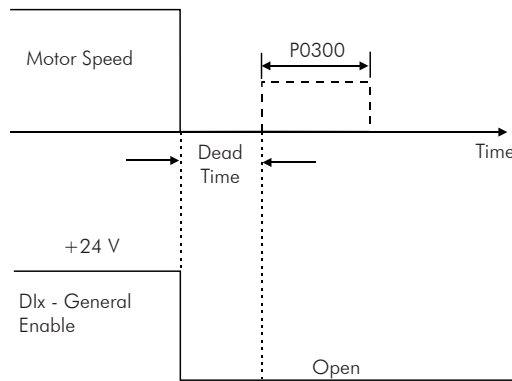 P0300
Motor Speed
Dead
Time
Time
+24 V
DIx - General
Enable
Open